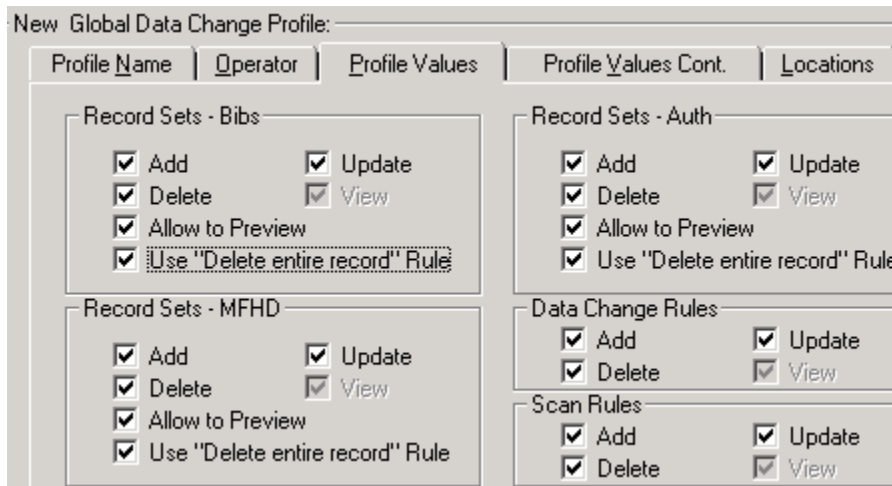 New Global Data Change Profile:
Profile Name Operator Profile Values Profile Values Cont. Locations
Record Sets - Bibs
Add Update
Delete View
Allow to Preview
Use "Delete entire record" Rule
Record Sets - Auth
Add Update
Delete View
Allow to Preview
Use "Delete entire record" Rule
Record Sets - MFHD
Add Update
Delete View
Allow to Preview
Use "Delete entire record" Rule
Data Change Rules
Add Update
Delete View
Scan Rules
Add Update
Delete View